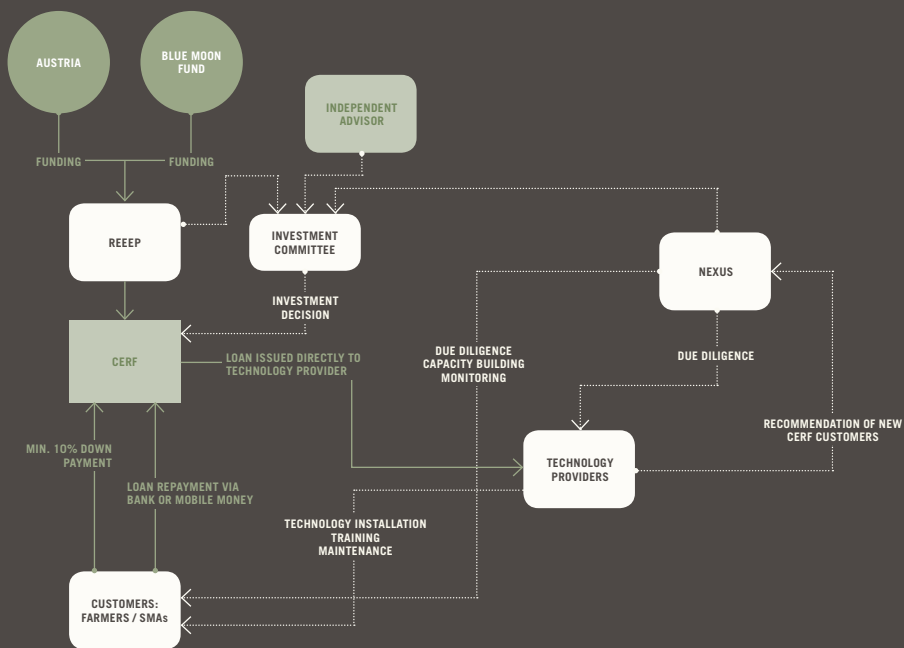 AUSTRIA
BLUE MOON
FUND
INDEPENDENT
ADVISOR
FUNDING
FUNDING
REEEP
INVESTMENT
COMMITTEE
NEXUS
INVESTMENT
DECISION
CERF
LOAN ISSUED DIRECTLY TO
TECHNOLOGY PROVIDER
DUE DILIGENCE
CAPACITY BUILDING
MONITORING
DUE DILIGENCE
RECOMMENDATION OF NEW
CERF CUSTOMERS
MIN. 10% DOWN
PAYMENT
TECHNOLOGY
PROVIDERS
LOAN REPAYMENT VIA
BANK OR MOBILE MONEY
TECHNOLOGY INSTALLATION
TRAINING
MAINTENANCE
CUSTOMERS:
FARMERS / SMAs